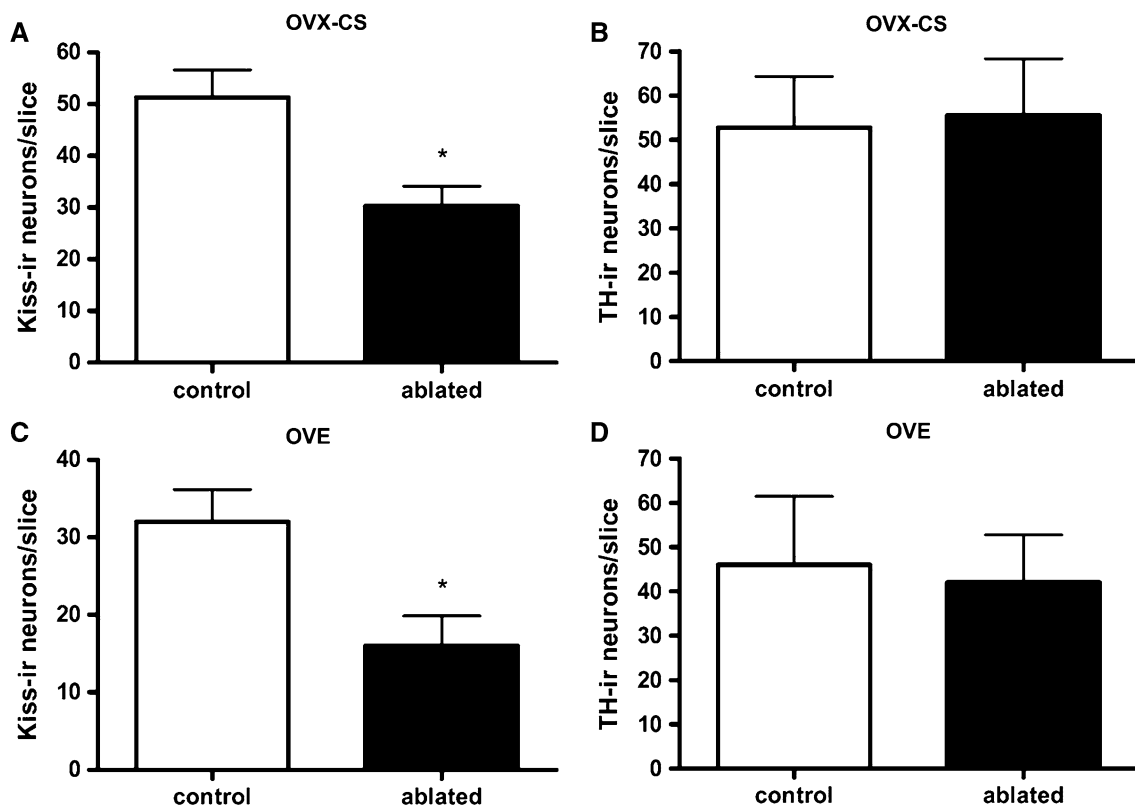 A
OVX-CS
Kiss-ir neurons/slice
60
50
40
30
20
10
0
*
control
ablated
B
OVX-CS
TH-ir neurons/slice
70
60
50
40
30
20
10
0
control
ablated
C
OVE
Kiss-ir neurons/slice
40
30
20
10
0
*
control
ablated
D
OVE
TH-ir neurons/slice
70
60
50
40
30
20
10
0
control
ablated